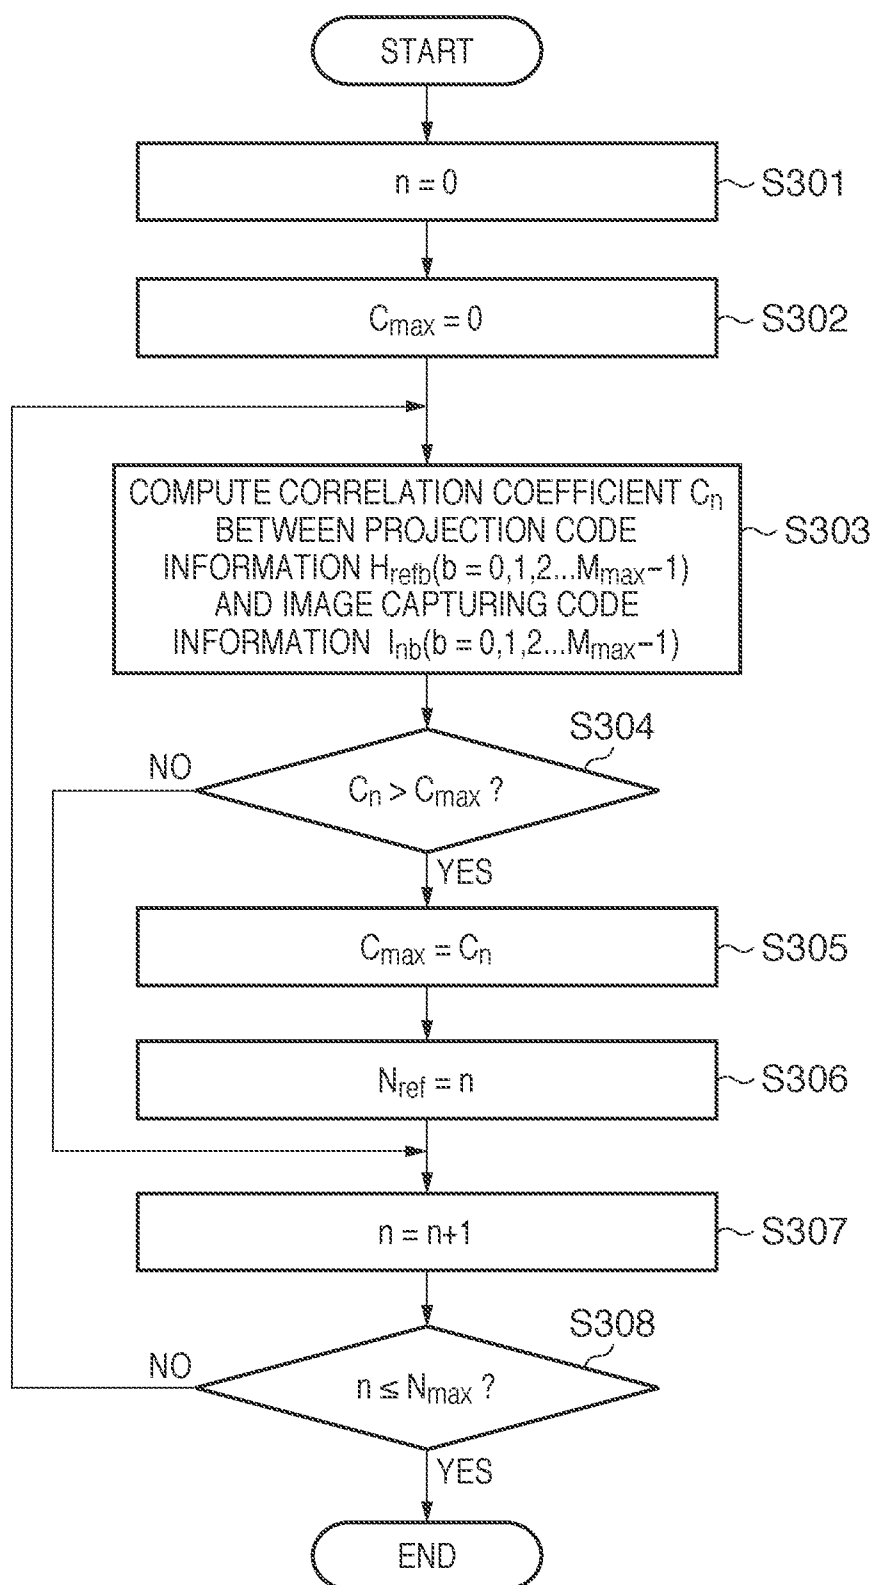 START
n = 0
S301
Cmax = 0
S302
COMPUTE CORRELATION COEFFICIENT Cn
BETWEEN PROJECTION CODE
INFORMATION Hrefb(b = 0,1,2...Mmax−1)
AND IMAGE CAPTURING CODE
INFORMATION Inb(b = 0,1,2...Mmax−1)
S303
S304
NO
Cn > Cmax ?
YES
Cmax = Cn
S305
Nref = n
S306
n = n+1
S307
S308
NO
n ≤ Nmax ?
YES
END